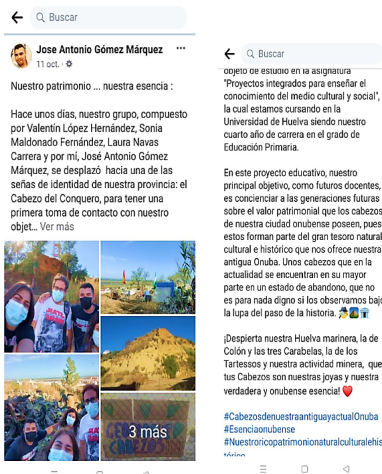 Buscar
Jose Antonio Gómez Márquez
11 oct.
Nuestro patrimonio ... nuestra esencia :
Hace unos días, nuestro grupo, compuesto
por Valentín López Hernández, Sonia
Maldonado Fernández, Laura Navas
Carrera y por mí, José Antonio Gómez
Márquez, se desplazó hacia una de las
señas de identidad de nuestra provincia: el
Cabezo del Conquero, para tener una
primera toma de contacto con nuestro
objet... Ver más
3 más
Buscar
objeto de estudio en la asignatura
"Proyectos integrados para enseñar el
conocimiento del medio cultural y social",
la cual estamos cursando en la
Universidad de Huelva siendo nuestro
cuarto año de carrera en el grado de
Educación Primaria.
En este proyecto educativo, nuestro
principal objetivo, como futuros docentes,
es concienciar a las generaciones futuras
sobre el valor patrimonial que los cabezos
de nuestra ciudad onubense poseen, pues
estos forman parte del gran tesoro natural
cultural e histórico que nos ofrece nuestra
antigua Onuba. Unos cabezos que en la
actualidad se encuentran en su mayor
parte en un estado de abandono, que no
es para nada digno si los observamos bajo
la lupa del paso de la historia.
¡Despierta nuestra Huelva marinera, la de
Colón y las tres Carabelas, la de los
Tartessos y nuestra actividad minera, que
tus Cabezos son nuestras joyas y nuestra
verdadera y onubense esencia!
#CabezosdenuestraantiguayactualOnuba
#Esenciaonubense
#Nuestroricopatrimonionaturalculturalehis
tórico